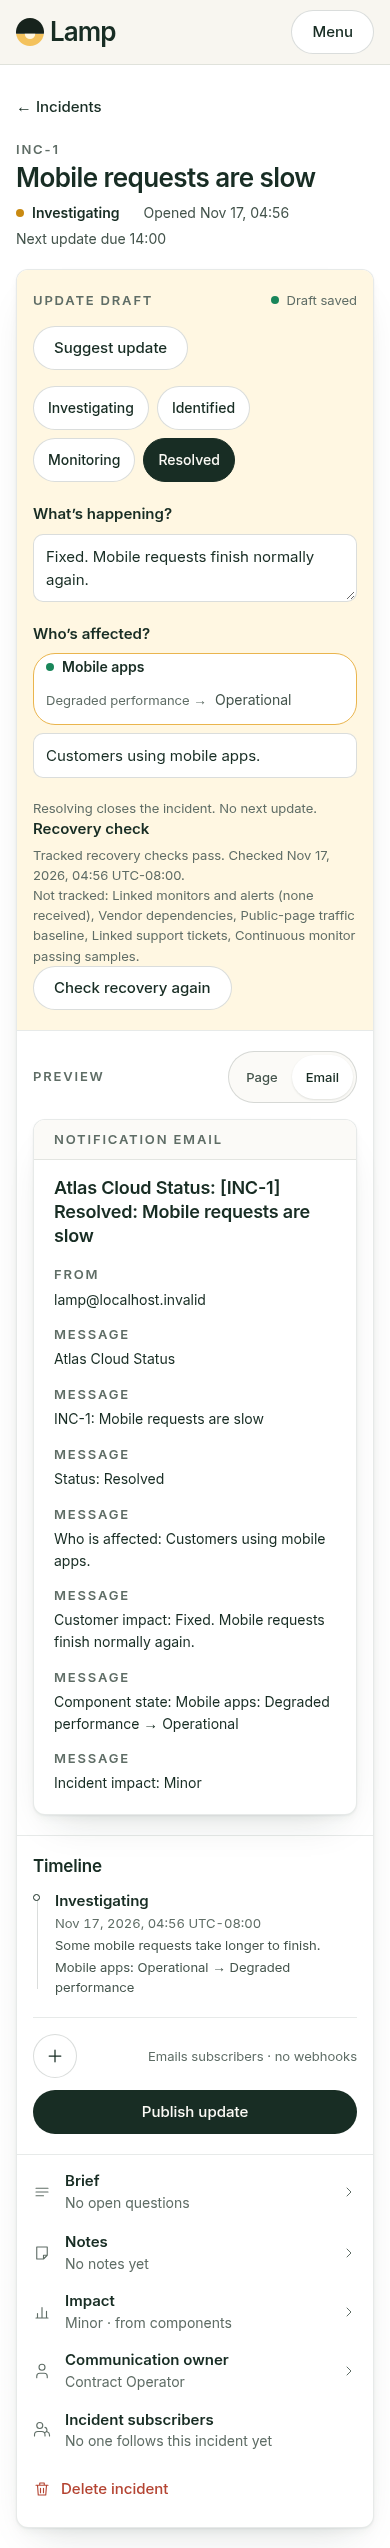 Lamp
Menu
← Incidents
INC-1
Mobile requests are slow
Investigating Opened Nov 17, 04:56
Next update due 14:00
UPDATE DRAFT
Draft saved
Suggest update
Investigating
Identified
Monitoring
Resolved
What’s happening?
Fixed. Mobile requests finish normally
again.
Who’s affected?
Mobile apps
Degraded performance → Operational
Customers using mobile apps.
Resolving closes the incident. No next update.
Recovery check
Tracked recovery checks pass. Checked Nov 17,
2026, 04:56 UTC-08:00.
Not tracked: Linked monitors and alerts (none
received), Vendor dependencies, Public-page traffic
baseline, Linked support tickets, Continuous monitor
passing samples.
Check recovery again
PREVIEW
Page
Email
NOTIFICATION EMAIL
Atlas Cloud Status: [INC-1]
Resolved: Mobile requests are
slow
FROM
lamp@localhost.invalid
MESSAGE
Atlas Cloud Status
MESSAGE
INC-1: Mobile requests are slow
MESSAGE
Status: Resolved
MESSAGE
Who is affected: Customers using mobile
apps.
MESSAGE
Customer impact: Fixed. Mobile requests
finish normally again.
MESSAGE
Component state: Mobile apps: Degraded
performance → Operational
MESSAGE
Incident impact: Minor
Timeline
Investigating
Nov 17, 2026, 04:56 UTC-08:00
Some mobile requests take longer to finish.
Mobile apps: Operational → Degraded
performance
Emails subscribers · no webhooks
Publish update
Brief
No open questions
Notes
No notes yet
Impact
Minor · from components
Communication owner
Contract Operator
Incident subscribers
No one follows this incident yet
Delete incident